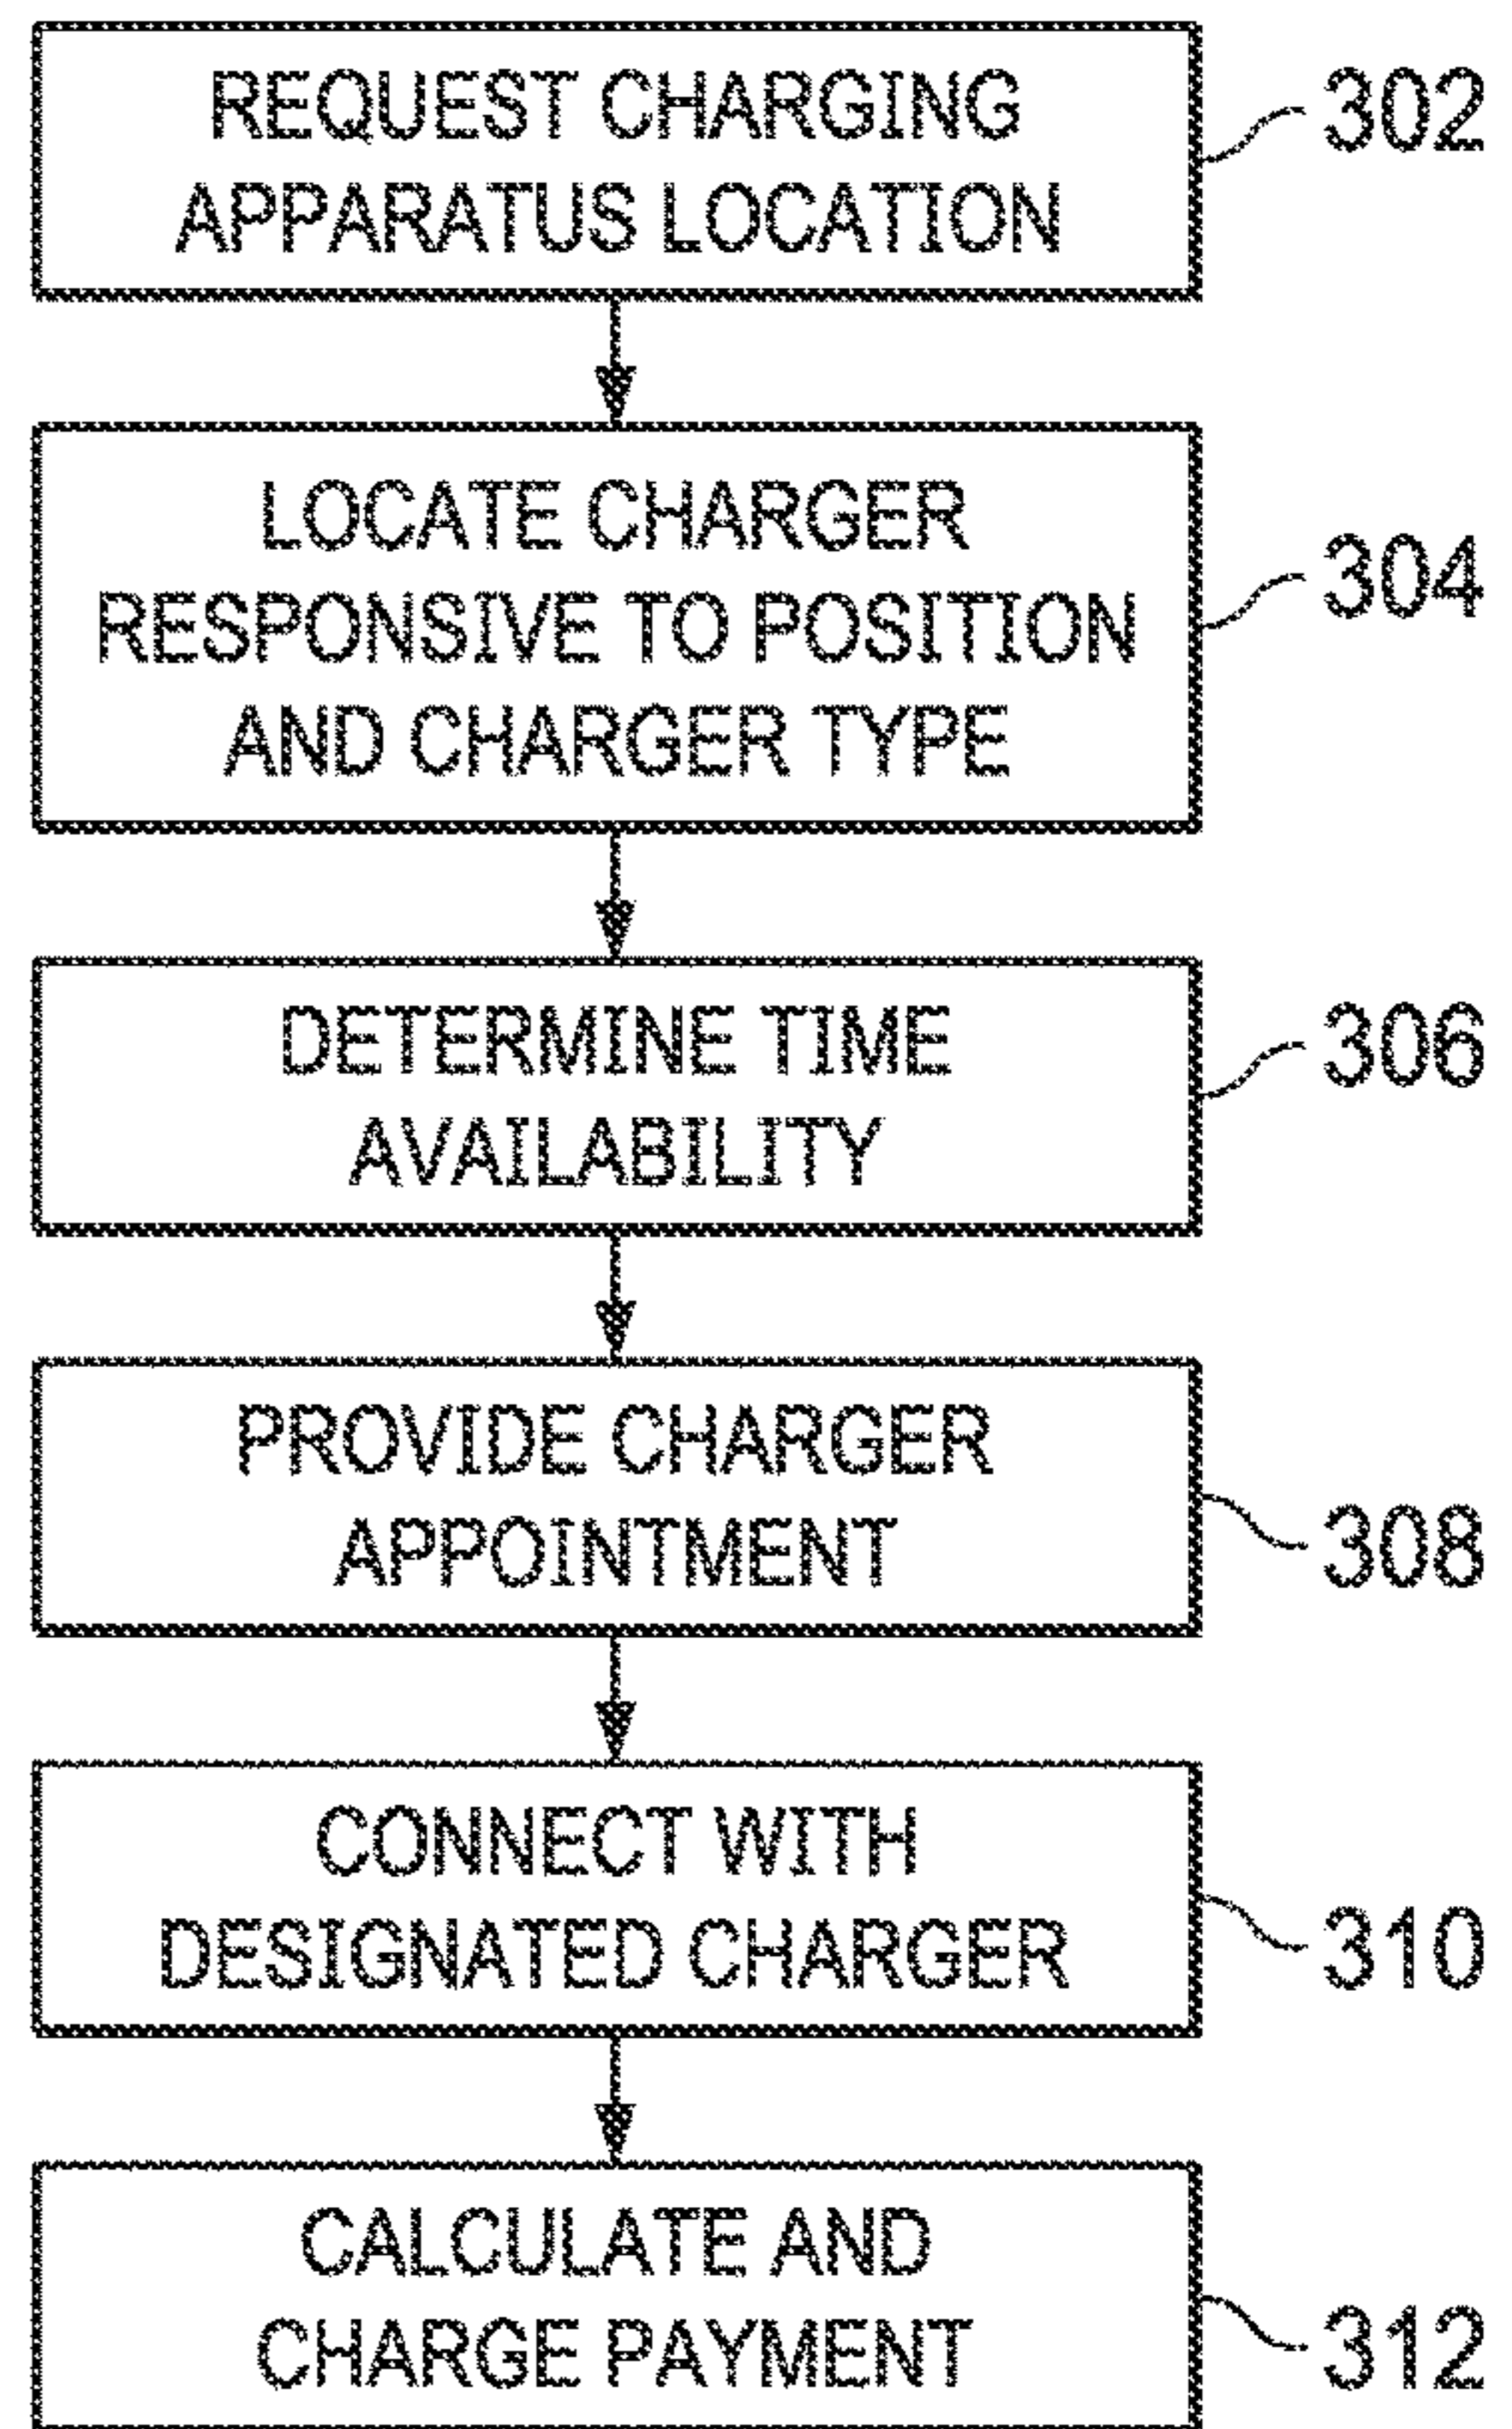 REQUEST CHARGING
APPARATUS LOCATION
302
LOCATE CHARGER
RESPONSIVE TO POSITION
AND CHARGER TYPE
304
DETERMINE TIME
AVAILABILITY
306
PROVIDE CHARGER
APPOINTMENT
308
CONNECT WITH
DESIGNATED CHARGER
310
CALCULATE AND
CHARGE PAYMENT
312